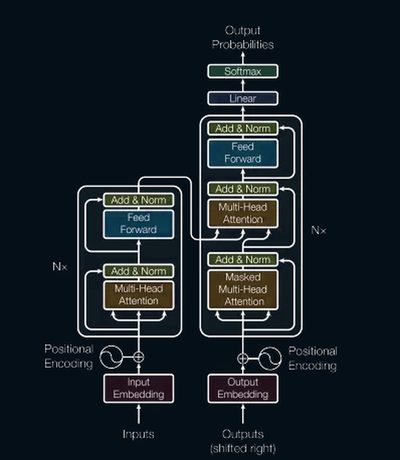 Output
Probabilities
Softmax
Linear
Add & Norm
Feed
Forward
Add & Norm
Multi-Head
Attention
Nx
Add & Norm
Masked
Multi-Head
Attention
Add & Norm
Feed
Forward
Nx
Add & Norm
Multi-Head
Attention
Positional
Encoding
Positional
Encoding
Input
Embedding
Output
Embedding
Inputs
Outputs
(shifted right)